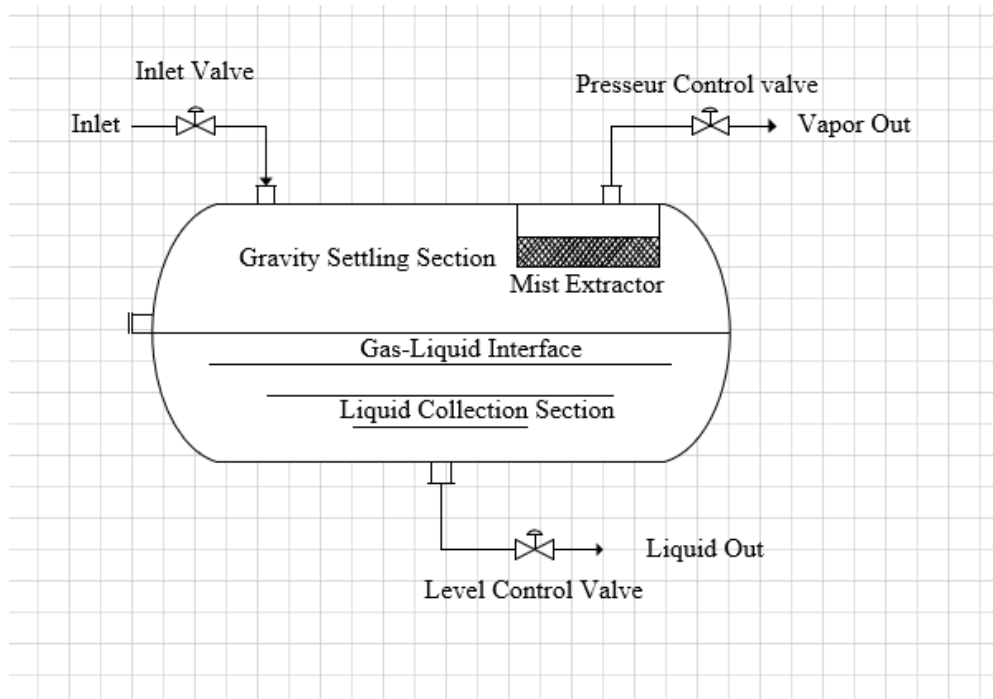 Inlet Valve
Presseur Control valve
Inlet
Vapor Out
Gravity Settling Section
Mist Extractor
Gas-Liquid Interface
Liquid Collection Section
Liquid Out
Level Control Valve